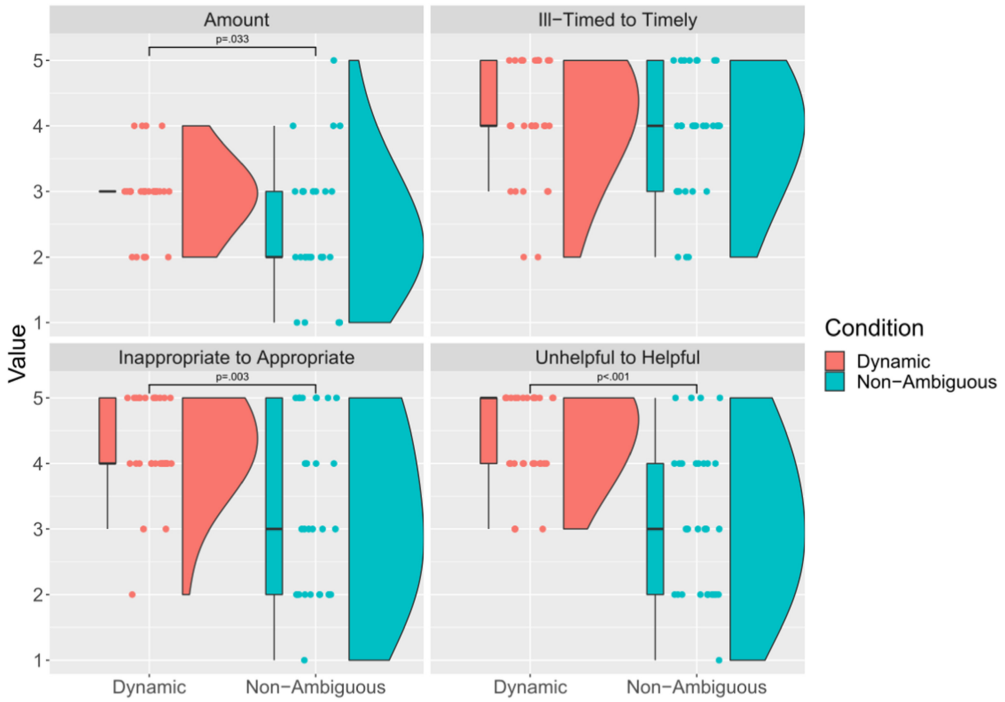 Amount
Ill−Timed to Timely
p=.033
5
4
3
2
1
Inappropriate to Appropriate
Unhelpful to Helpful
p=.003
p<.001
5
4
3
2
1
Dynamic
Non−Ambiguous
Dynamic
Non−Ambiguous
Value
Condition
Dynamic
Non−Ambiguous